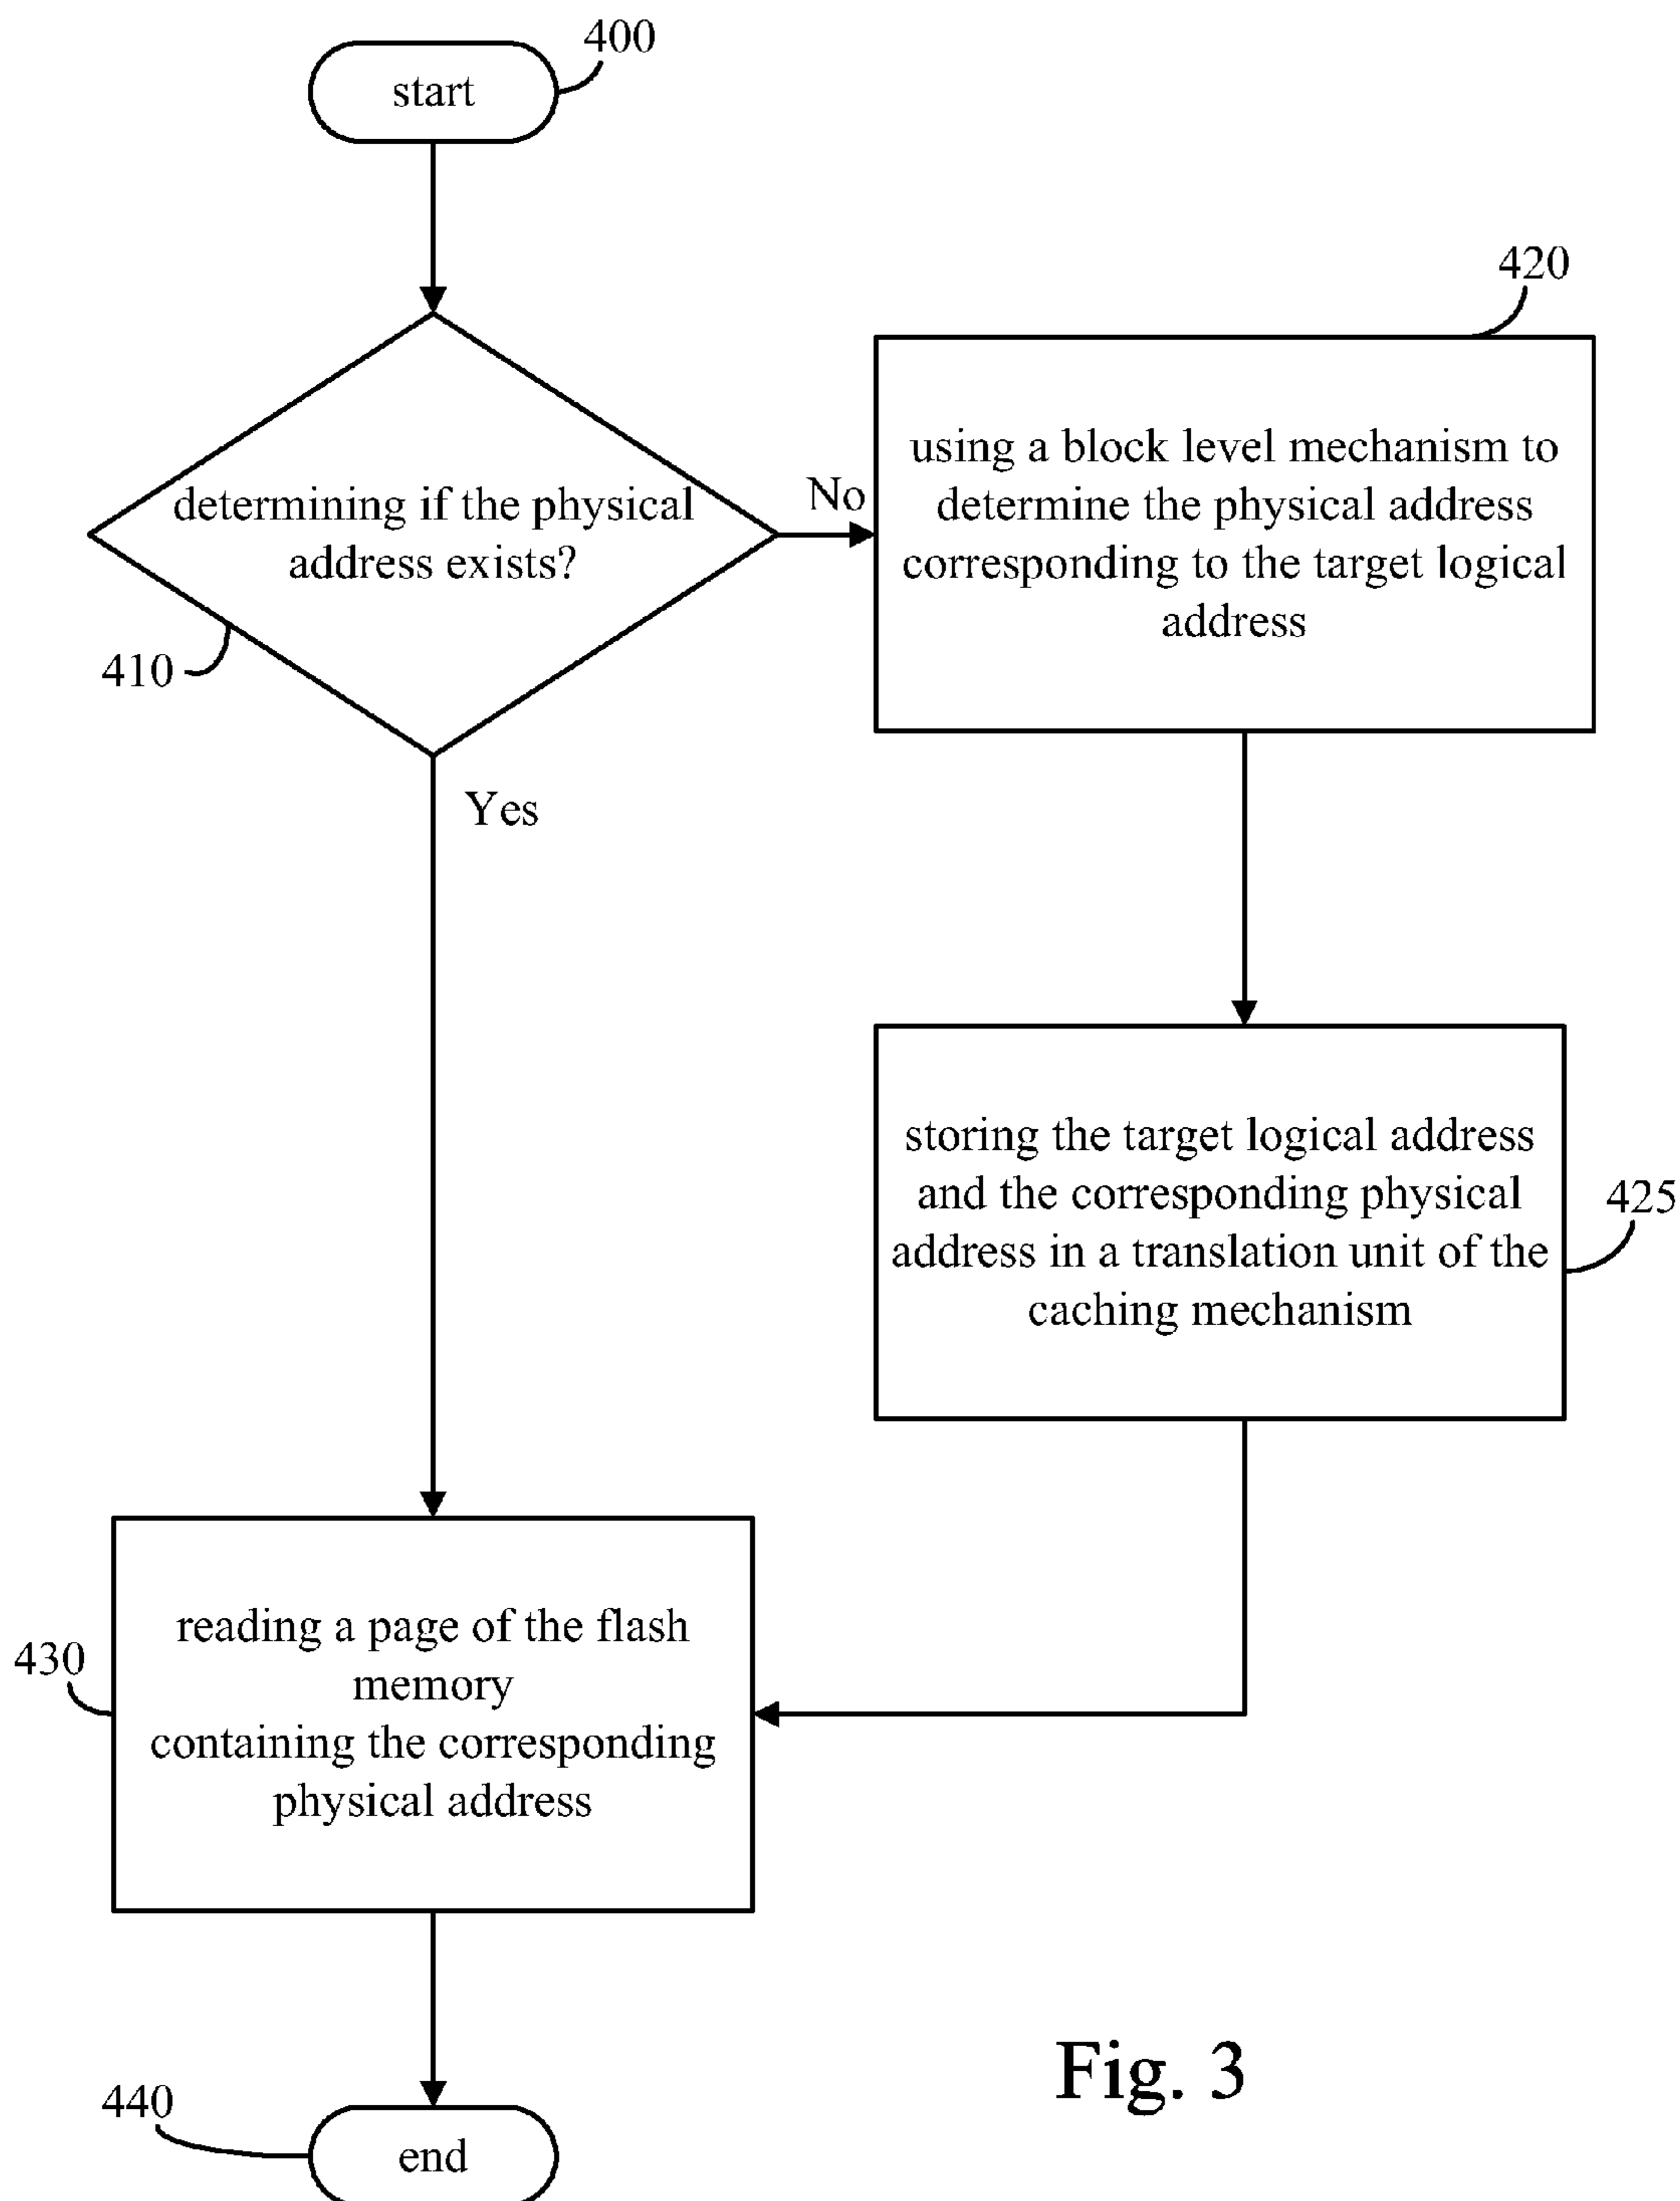 400
start
420
determining if the physical
address exists?
No
using a block level mechanism to
determine the physical address
corresponding to the target logical
address
410
Yes
storing the target logical address
and the corresponding physical
address in a translation unit of the
caching mechanism
425
430
reading a page of the flash
memory
containing the corresponding
physical address
440
end
Fig. 3